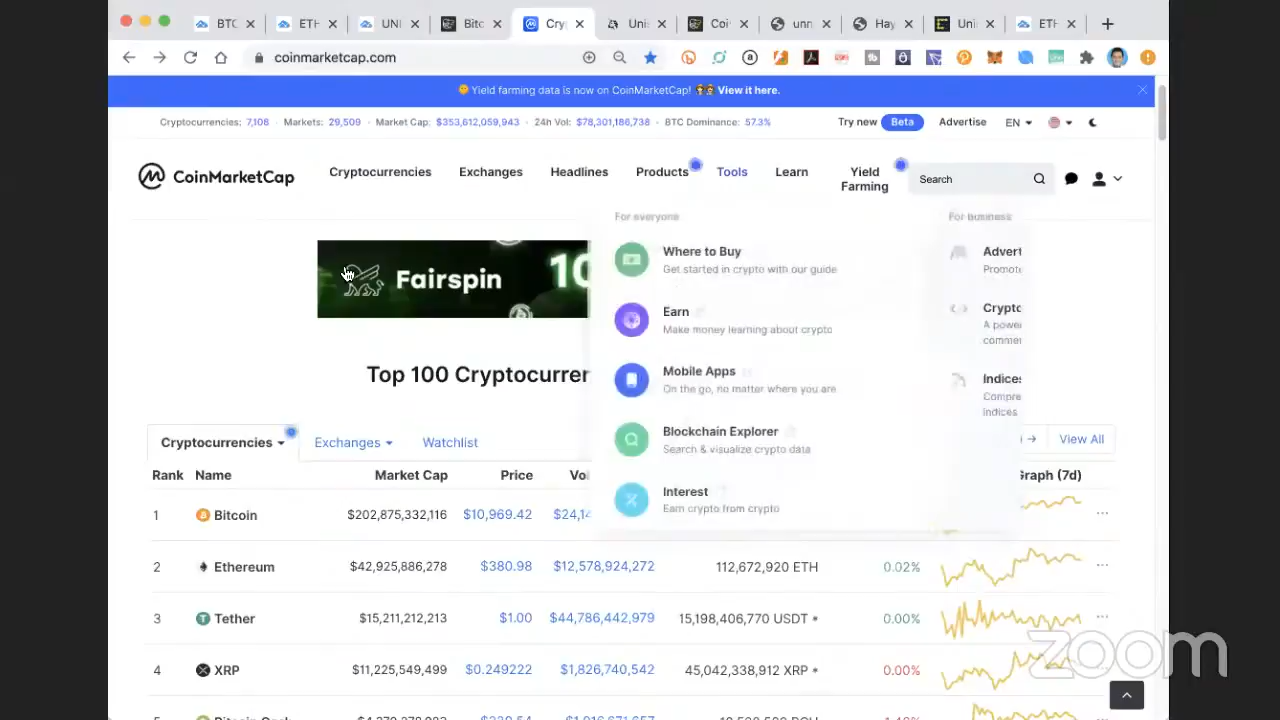 BTC ETH UNI Bitc Cry Unis Coi unn Hay Uni ETH
coinmarketcap.com
Yield farming data is now on CoinMarketCap! View it here.
Cryptocurrencies: 7,108 Markets: 29,509 Market Cap: $353,612,059,943 24h Vol: $78,301,186,738 BTC Dominance: 57.3% Try new Beta Advertise EN
CoinMarketCap Cryptocurrencies Exchanges Headlines Products Tools Learn Yield Farming Search
For everyone For business
Where to Buy
Get started in crypto with our guide
Advert
Promote
Fairspin 10
Earn
Make money learning about crypto
Crypto
A powe
comme
Top 100 Cryptocurren
Mobile Apps
On the go, no matter where you are
Indices
Compre
indices
Blockchain Explorer
Search & visualize crypto data
Cryptocurrencies Exchanges Watchlist View All
Interest
Earn crypto from crypto
Rank Name Market Cap Price Vol Graph (7d)
1 Bitcoin $202,875,332,116 $10,969.42 $24,14
2 Ethereum $42,925,886,278 $380.98 $12,578,924,272 112,672,920 ETH 0.02%
3 Tether $15,211,212,213 $1.00 $44,786,442,979 15,198,406,770 USDT * 0.00%
4 XRP $11,225,549,499 $0.249222 $1,826,740,542 45,042,338,912 XRP * 0.00%
zoom